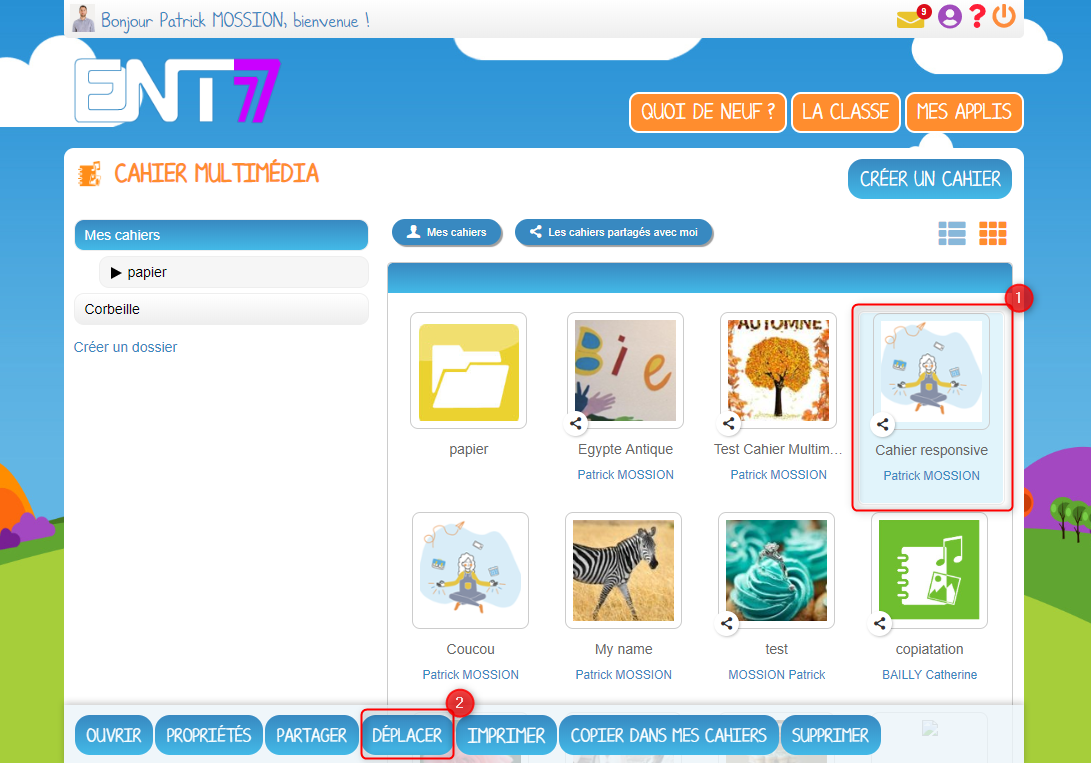 Bonjour Patrick MOSSION, bienvenue !
9
?
ENT77
QUOI DE NEUF ?
LA CLASSE
MES APPLIS
CAHIER MULTIMÉDIA
CRÉER UN CAHIER
Mes cahiers
papier
Corbeille
Créer un dossier
Mes cahiers
Les cahiers partagés avec moi
1
Bie
AUTOMNE
papier
Egypte Antique
Test Cahier Multim...
Cahier responsive
Patrick MOSSION
Patrick MOSSION
Patrick MOSSION
Coucou
My name
test
copiatation
Patrick MOSSION
Patrick MOSSION
MOSSION Patrick
BAILLY Catherine
2
OUVRIR
PROPRIÉTÉS
PARTAGER
DÉPLACER
IMPRIMER
COPIER DANS MES CAHIERS
SUPPRIMER